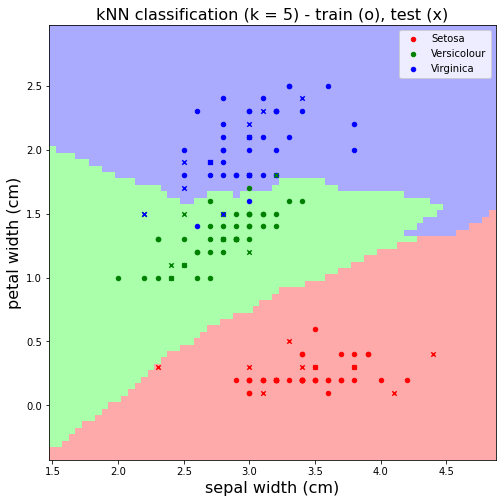 kNN classification (k = 5) - train (o), test (x)
Setosa
Versicolour
Virginica
petal width (cm)
2.5
2.0
1.5
1.0
0.5
0.0
1.5 2.0 2.5 3.0 3.5 4.0 4.5
sepal width (cm)